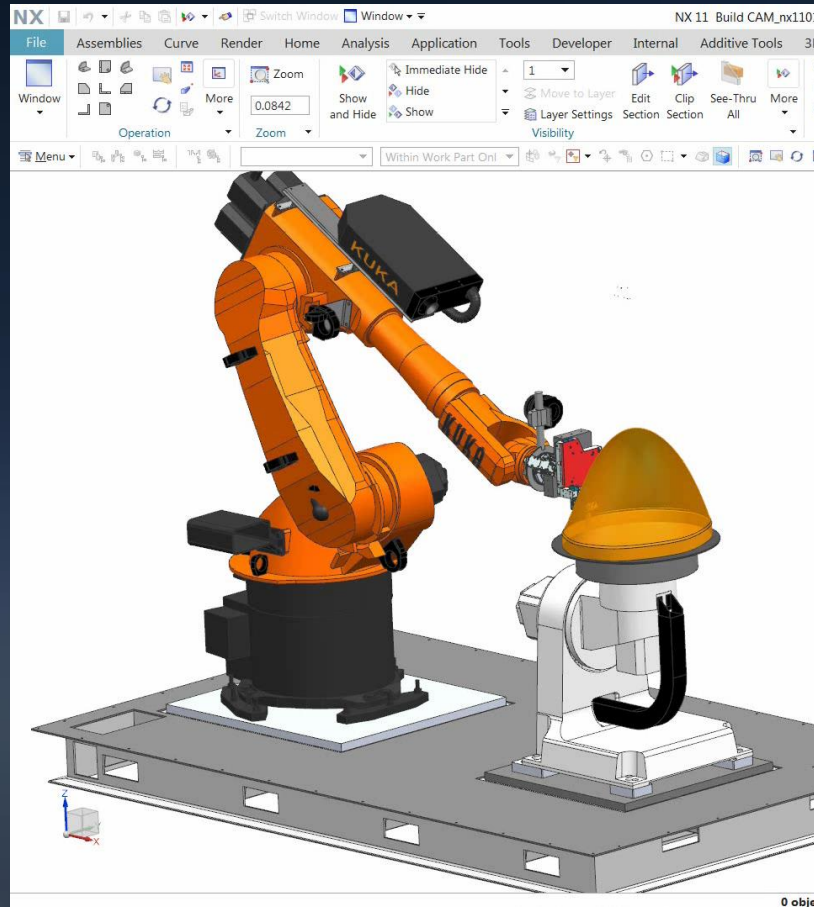 NX Switch Window Window NX 11 Build CAM_nx1101
File Assemblies Curve Render Home Analysis Application Tools Developer Internal Additive Tools 3
Window More Zoom 0.0842 Show and Hide Immediate Hide Hide Show 1 Move to Layer Layer Settings Edit Section Clip Section See-Thru All More
Operation Zoom Visibility
Menu Within Work Part Onl
KUKA
KUKA
Z
X
0 obje